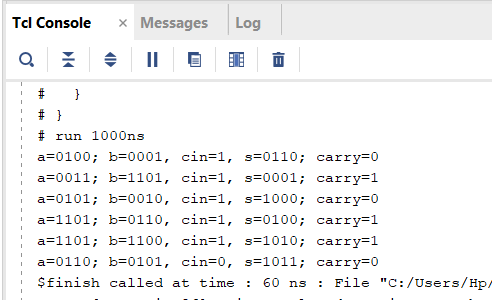 Tcl Console × Messages Log
#   }
# }
# run 1000ns
a=0100; b=0001, cin=1, s=0110; carry=0
a=0011; b=1101, cin=1, s=0001; carry=1
a=0101; b=0010, cin=1, s=1000; carry=0
a=1101; b=0110, cin=1, s=0100; carry=1
a=1101; b=1100, cin=1, s=1010; carry=1
a=0110; b=0101, cin=0, s=1011; carry=0
$finish called at time : 60 ns : File "C:/Users/Hp/